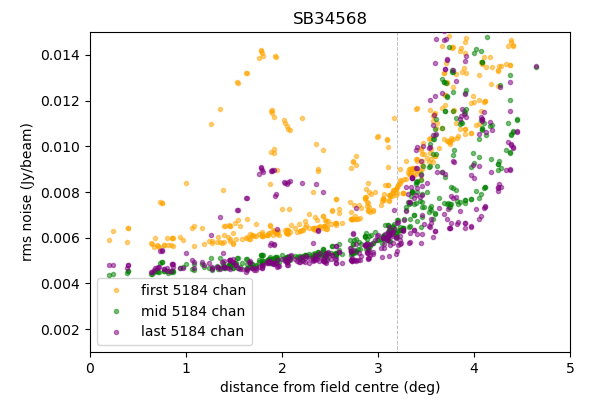 SB34568
rms noise (Jy/beam)
0.014
0.012
0.010
0.008
0.006
0.004
0.002
first 5184 chan
mid 5184 chan
last 5184 chan
0 1 2 3 4 5
distance from field centre (deg)